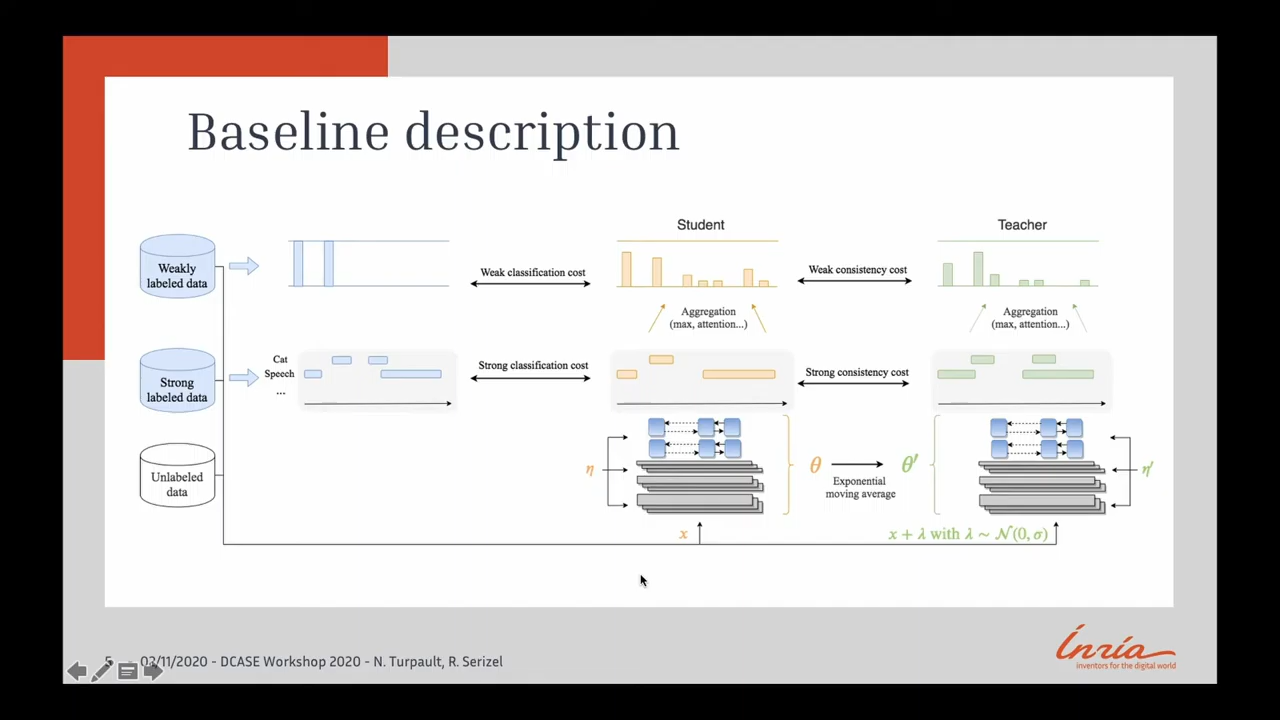 Baseline description
Student
Teacher
Weakly
labeled data
Weak classification cost
Weak consistency cost
Aggregation
(max, attention...)
Aggregation
(max, attention...)
Strong
labeled data
Cat
Speech
...
Strong classification cost
Strong consistency cost
Unlabeled
data
η
θ
θ′
η′
Exponential
moving average
x
x + λ with λ ~ 𝒩(0, σ)
5 - 03/11/2020 - DCASE Workshop 2020 - N. Turpault, R. Serizel
Inria
inventors for the digital world